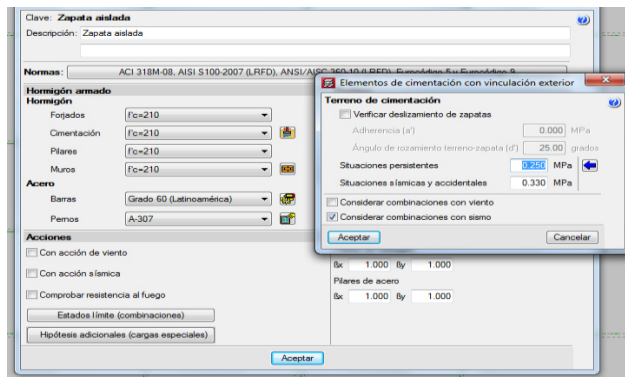 Clave: Zapata aislada
Descripción: Zapata aislada
Normas: ACI 318M-08, AISI S100-2007 (LRFD), ANSI/AISC 360-10 (LRFD), Eurocódigo 5 y Eurocódigo 9
Hormigón armado
Hormigón
Forjados f'c=210
Cimentación f'c=210
Pilares f'c=210
Muros f'c=210
Acero
Barras Grado 60 (Latinoamérica)
Pernos A-307
Acciones
Con acción de viento
Con acción sísmica
Comprobar resistencia al fuego
Estados límite (combinaciones)
Hipótesis adicionales (cargas especiales)
Elementos de cimentación con vinculación exterior
Terreno de cimentación
Verificar deslizamiento de zapatas
Adherencia (a') 0.000 MPa
Ángulo de rozamiento terreno-zapata (d') 25.00 grados
Situaciones persistentes 0.250 MPa
Situaciones sísmicas y accidentales 0.330 MPa
Considerar combinaciones con viento
Considerar combinaciones con sismo
Aceptar Cancelar
βx 1.000 βy 1.000
Pilares de acero
βx 1.000 βy 1.000
Aceptar